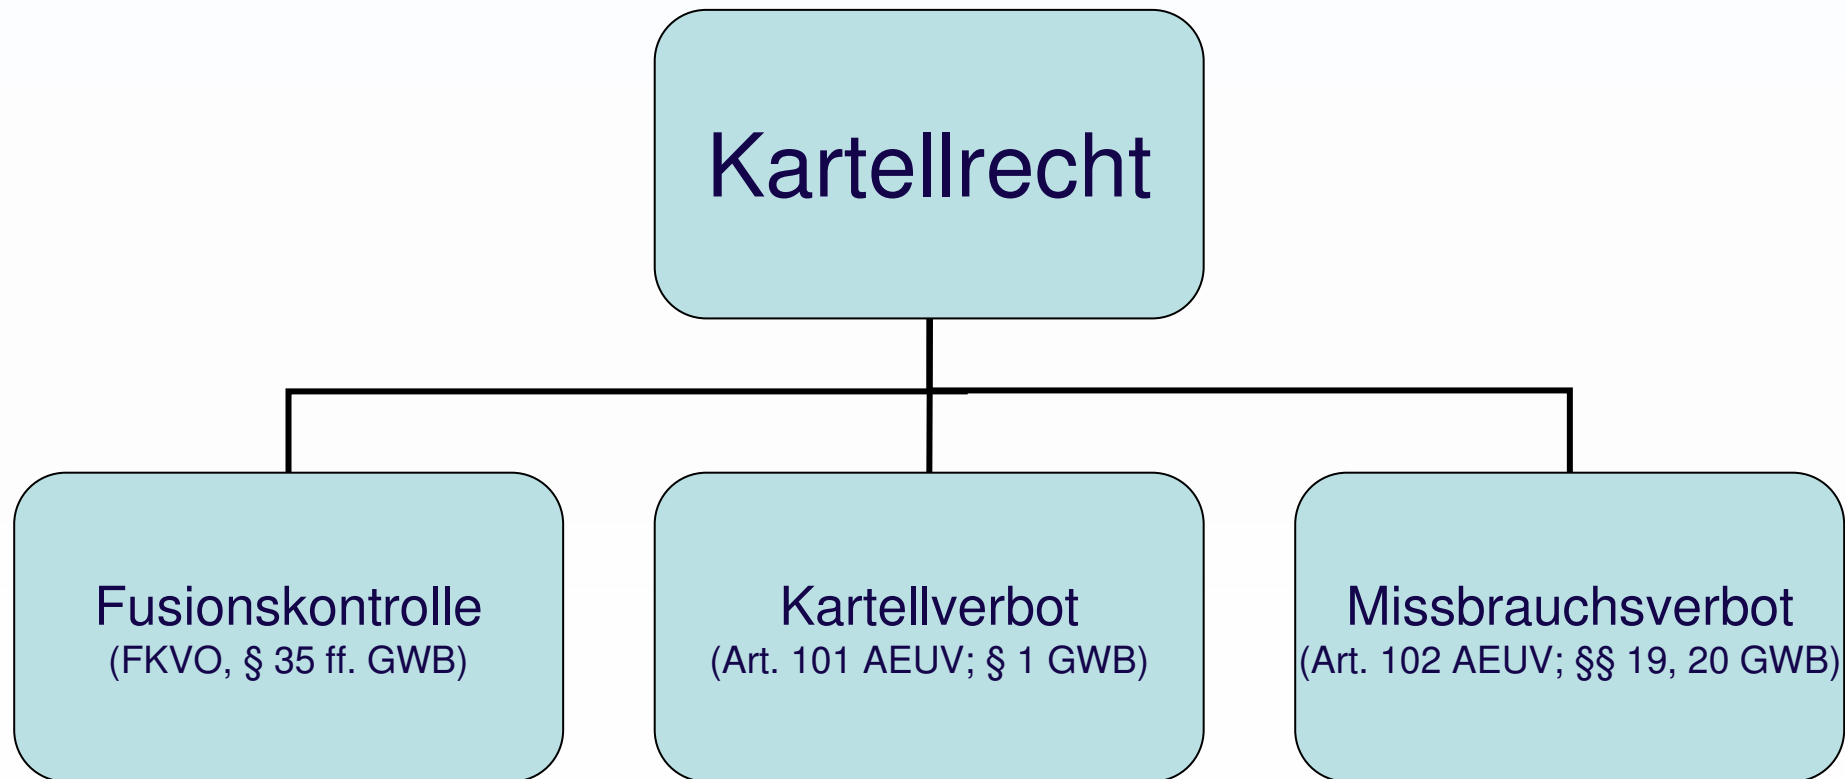 Kartellrecht
Fusionskontrolle
(FKVO, § 35 ff. GWB)
Kartellverbot
(Art. 101 AEUV; § 1 GWB)
Missbrauchsverbot
(Art. 102 AEUV; §§ 19, 20 GWB)